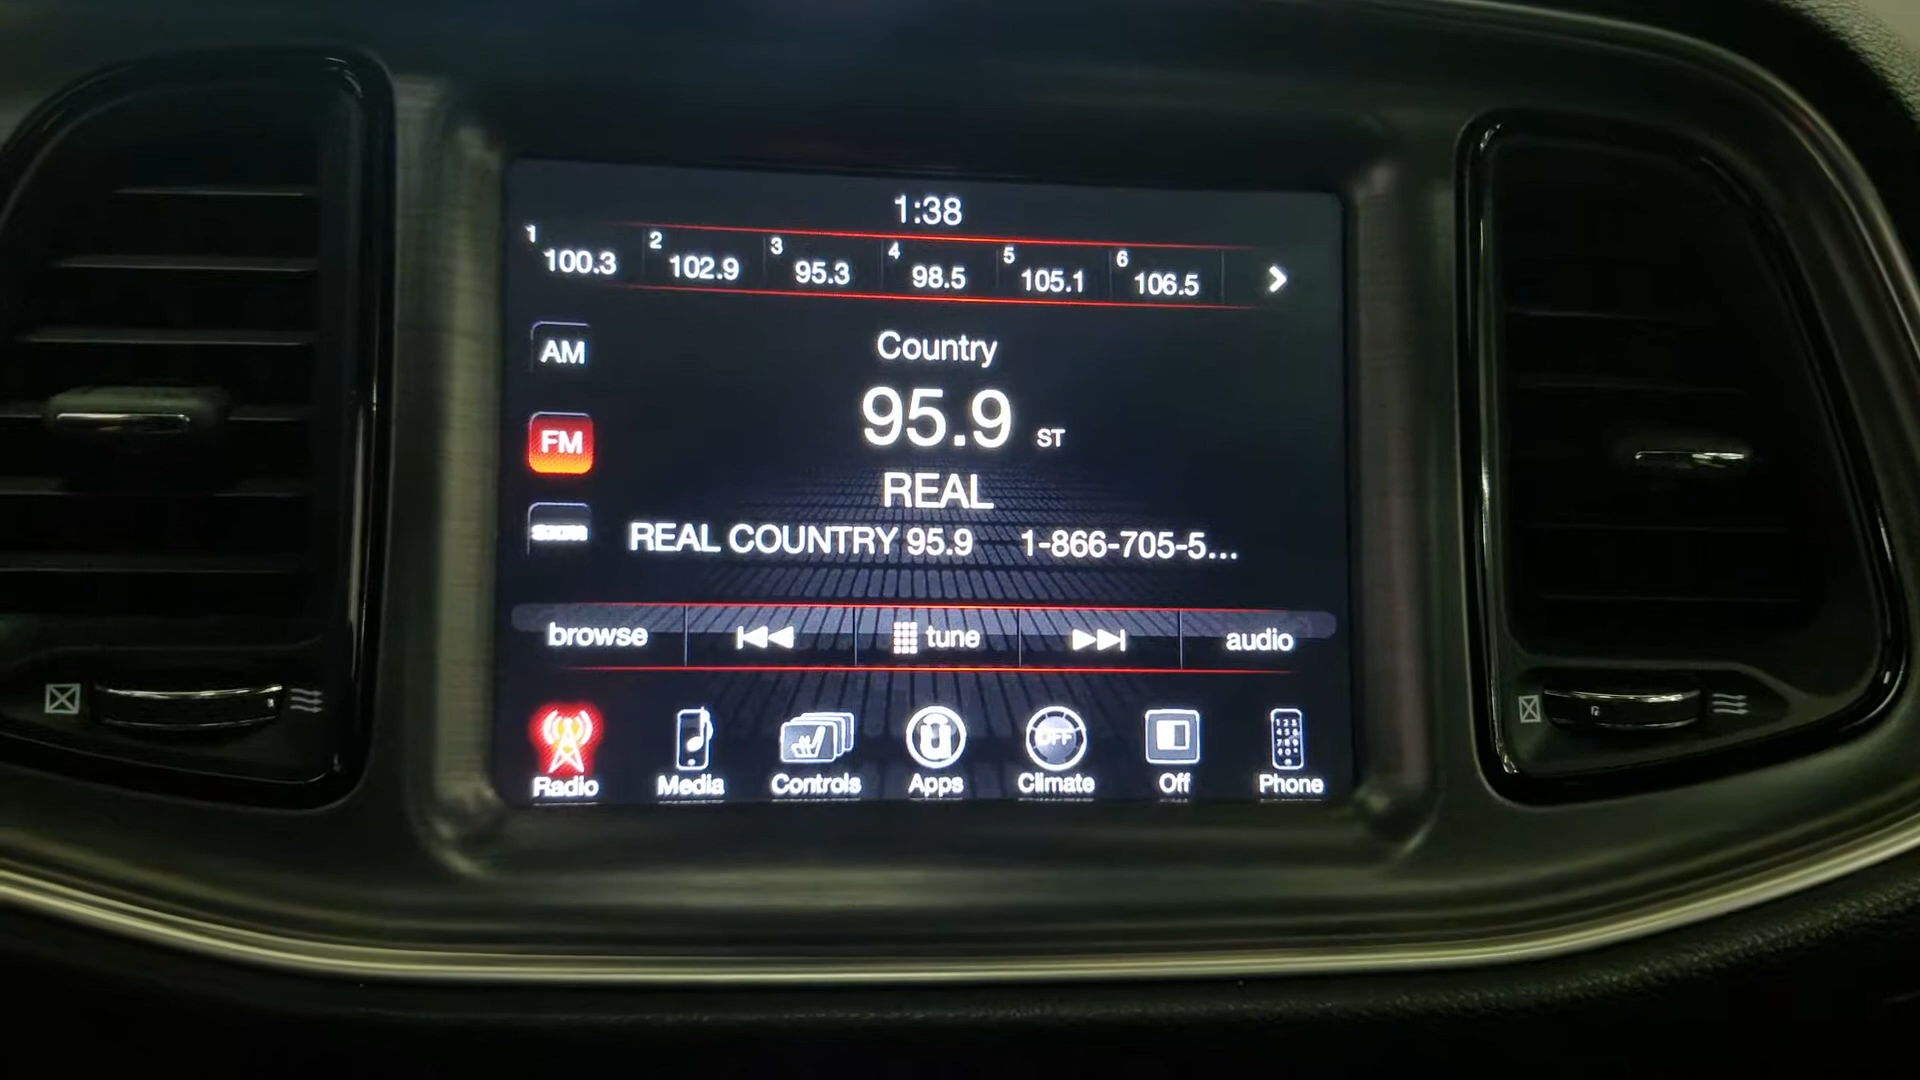 1:38
1 100.3 2 102.9 3 95.3 4 98.5 5 105.1 6 106.5
AM
Country
95.9 ST
FM
REAL
REAL COUNTRY 95.9 1-866-705-5...
browse tune audio
OFF
Radio Media Controls Apps Climate Off Phone